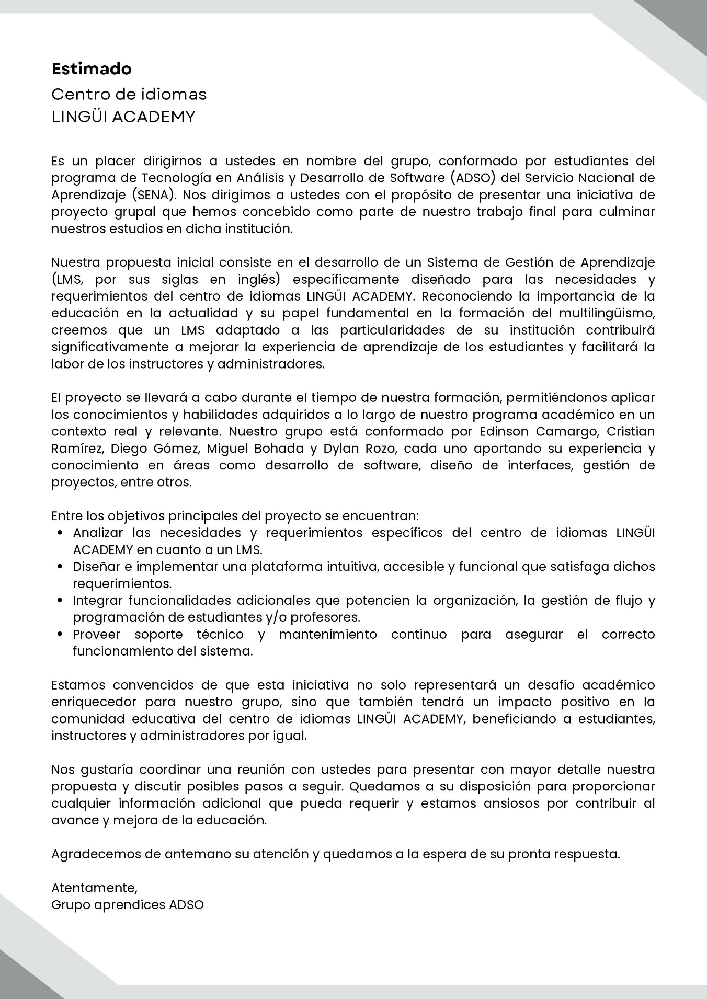 Estimado
Centro de idiomas
LINGÜI ACADEMY
Es un placer dirigirnos a ustedes en nombre del grupo, conformado por estudiantes del
programa de Tecnología en Análisis y Desarrollo de Software (ADSO) del Servicio Nacional de
Aprendizaje (SENA). Nos dirigimos a ustedes con el propósito de presentar una iniciativa de
proyecto grupal que hemos concebido como parte de nuestro trabajo final para culminar
nuestros estudios en dicha institución.
Nuestra propuesta inicial consiste en el desarrollo de un Sistema de Gestión de Aprendizaje
(LMS, por sus siglas en inglés) específicamente diseñado para las necesidades y
requerimientos del centro de idiomas LINGÜI ACADEMY. Reconociendo la importancia de la
educación en la actualidad y su papel fundamental en la formación del multilingüismo,
creemos que un LMS adaptado a las particularidades de su institución contribuirá
significativamente a mejorar la experiencia de aprendizaje de los estudiantes y facilitará la
labor de los instructores y administradores.
El proyecto se llevará a cabo durante el tiempo de nuestra formación, permitiéndonos aplicar
los conocimientos y habilidades adquiridos a lo largo de nuestro programa académico en un
contexto real y relevante. Nuestro grupo está conformado por Edinson Camargo, Cristian
Ramírez, Diego Gómez, Miguel Bohada y Dylan Rozo, cada uno aportando su experiencia y
conocimiento en áreas como desarrollo de software, diseño de interfaces, gestión de
proyectos, entre otros.
Entre los objetivos principales del proyecto se encuentran:
• Analizar las necesidades y requerimientos específicos del centro de idiomas LINGÜI
ACADEMY en cuanto a un LMS.
• Diseñar e implementar una plataforma intuitiva, accesible y funcional que satisfaga dichos
requerimientos.
• Integrar funcionalidades adicionales que potencien la organización, la gestión de flujo y
programación de estudiantes y/o profesores.
• Proveer soporte técnico y mantenimiento continuo para asegurar el correcto
funcionamiento del sistema.
Estamos convencidos de que esta iniciativa no solo representará un desafío académico
enriquecedor para nuestro grupo, sino que también tendrá un impacto positivo en la
comunidad educativa del centro de idiomas LINGÜI ACADEMY, beneficiando a estudiantes,
instructores y administradores por igual.
Nos gustaría coordinar una reunión con ustedes para presentar con mayor detalle nuestra
propuesta y discutir posibles pasos a seguir. Quedamos a su disposición para proporcionar
cualquier información adicional que pueda requerir y estamos ansiosos por contribuir al
avance y mejora de la educación.
Agradecemos de antemano su atención y quedamos a la espera de su pronta respuesta.
Atentamente,
Grupo aprendices ADSO